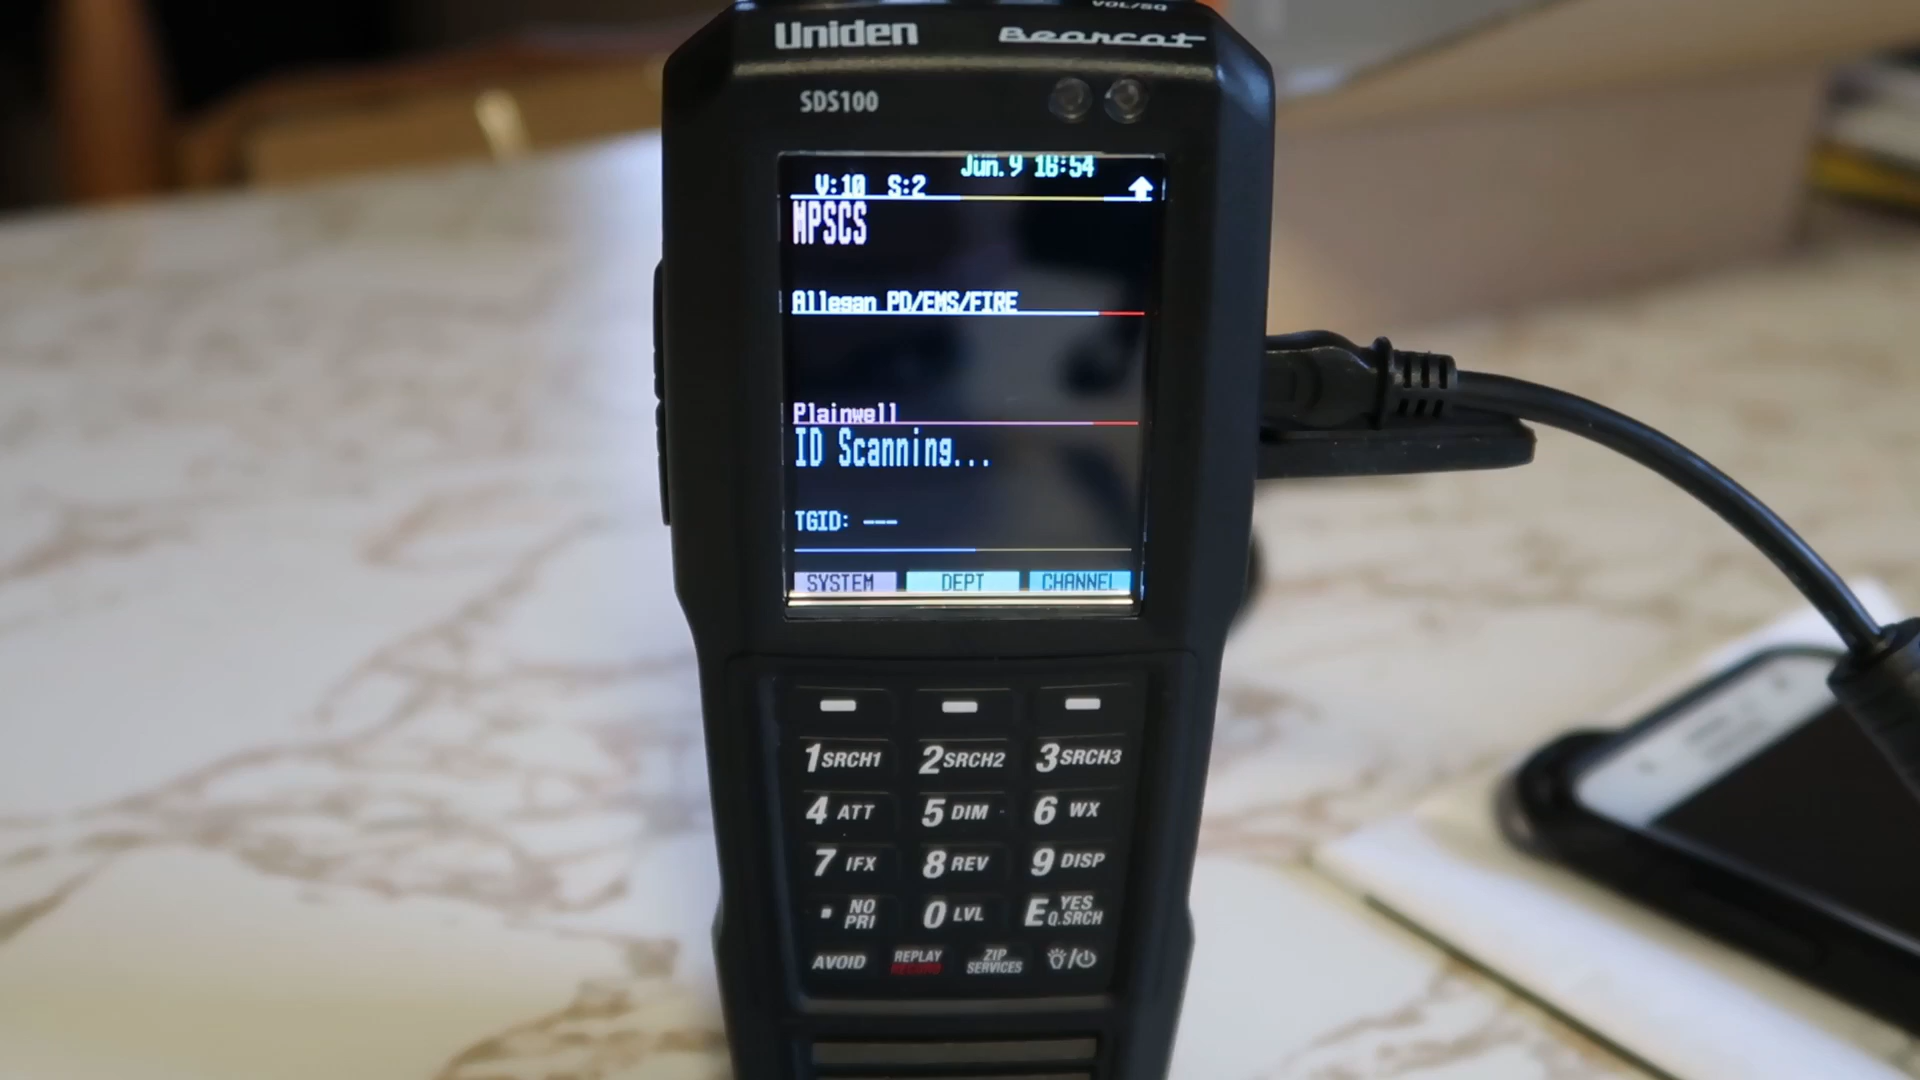 VOL/SQ
Uniden Bearcat
SDS100
Jun. 9 16:54
V:10 S:2
MPSCS
Allegan PD/EMS/FIRE
Plainwell
ID Scanning...
TGID: ---
SYSTEM DEPT CHANNEL
1 SRCH1 2 SRCH2 3 SRCH3
4 ATT 5 DIM 6 WX
7 IFX 8 REV 9 DISP
. NO PRI 0 LVL E YES Q.SRCH
AVOID REPLAY RECORD ZIP SERVICES